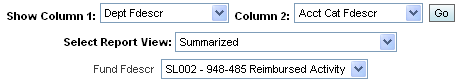 Show Column 1: Dept Fdescr Column 2: Acct Cat Fdescr Go
Select Report View: Summarized
Fund Fdescr SL002 - 948-485 Reimbursed Activity